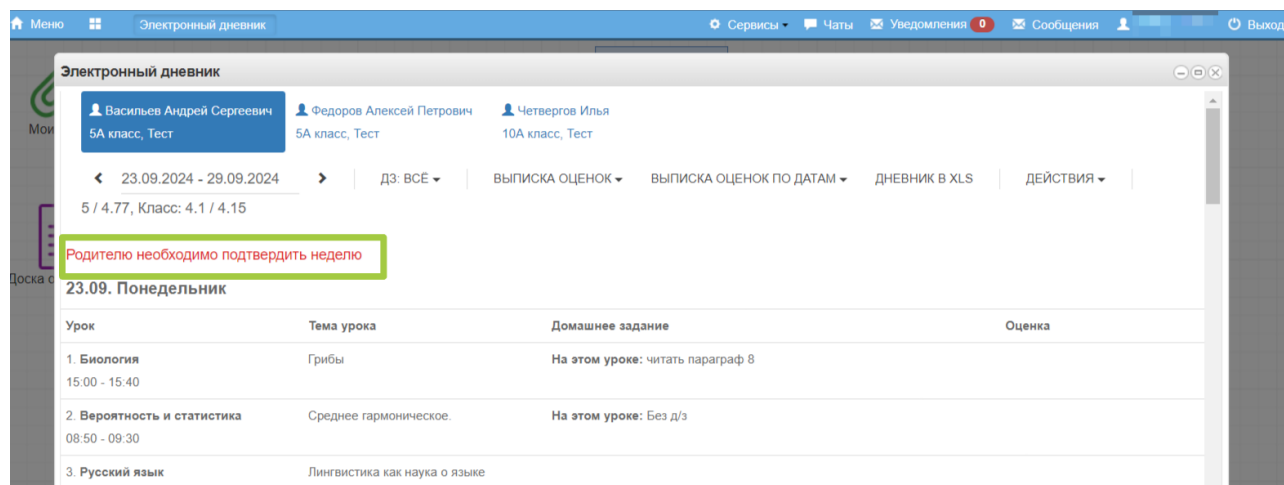 Меню Электронный дневник Сервисы Чаты Уведомления 0 Сообщения Выход
Электронный дневник
Васильев Андрей Сергеевич Федоров Алексей Петрович Четвергов Илья
Мои 5А класс, Тест 5А класс, Тест 10А класс, Тест
23.09.2024 - 29.09.2024 ДЗ: ВСЁ ВЫПИСКА ОЦЕНОК ВЫПИСКА ОЦЕНОК ПО ДАТАМ ДНЕВНИК В XLS ДЕЙСТВИЯ
5 / 4.77, Класс: 4.1 / 4.15
Родителю необходимо подтвердить неделю
Доска о
23.09. Понедельник
Урок Тема урока Домашнее задание Оценка
1. Биология Грибы На этом уроке: читать параграф 8
15:00 - 15:40
2. Вероятность и статистика Среднее гармоническое. На этом уроке: Без д/з
08:50 - 09:30
3. Русский язык Лингвистика как наука о языке